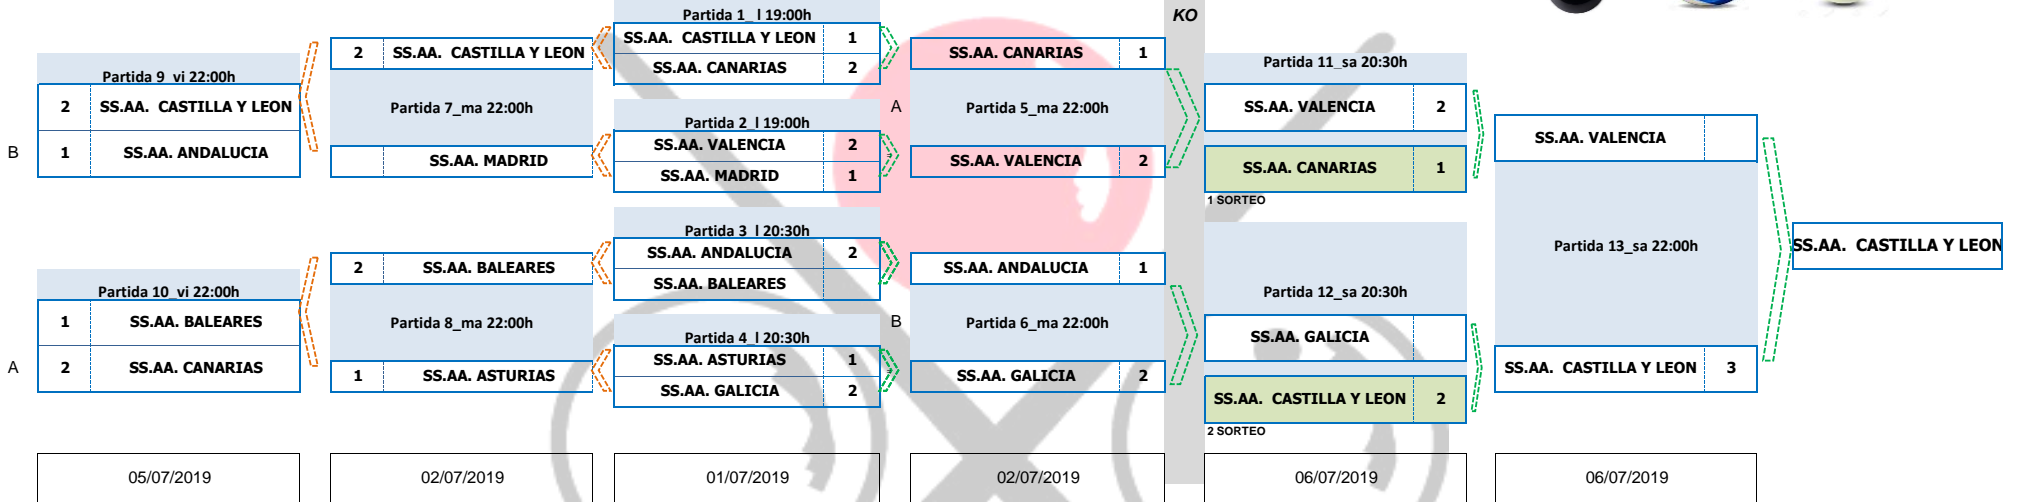 KO
Partida 9_vi 22:00h
2 SS.AA. CASTILLA Y LEON
B
1 SS.AA. ANDALUCIA
Partida 10_vi 22:00h
1 SS.AA. BALEARES
A
2 SS.AA. CANARIAS
05/07/2019
2 SS.AA. CASTILLA Y LEON
Partida 7_ma 22:00h
SS.AA. MADRID
2 SS.AA. BALEARES
Partida 8_ma 22:00h
1 SS.AA. ASTURIAS
02/07/2019
Partida 1_ l 19:00h
SS.AA. CASTILLA Y LEON 1
SS.AA. CANARIAS 2
Partida 2_l 19:00h
SS.AA. VALENCIA 2
SS.AA. MADRID 1
Partida 3_l 20:30h
SS.AA. ANDALUCIA 2
SS.AA. BALEARES
Partida 4_l 20:30h
SS.AA. ASTURIAS 1
SS.AA. GALICIA 2
01/07/2019
SS.AA. CANARIAS 1
A
Partida 5_ma 22:00h
SS.AA. VALENCIA 2
SS.AA. ANDALUCIA 1
B
Partida 6_ma 22:00h
SS.AA. GALICIA 2
02/07/2019
Partida 11_sa 20:30h
SS.AA. VALENCIA 2
SS.AA. CANARIAS 1
1 SORTEO
Partida 12_sa 20:30h
SS.AA. GALICIA
SS.AA. CASTILLA Y LEON 2
2 SORTEO
06/07/2019
SS.AA. VALENCIA
Partida 13_sa 22:00h
SS.AA. CASTILLA Y LEON 3
06/07/2019
SS.AA. CASTILLA Y LEON